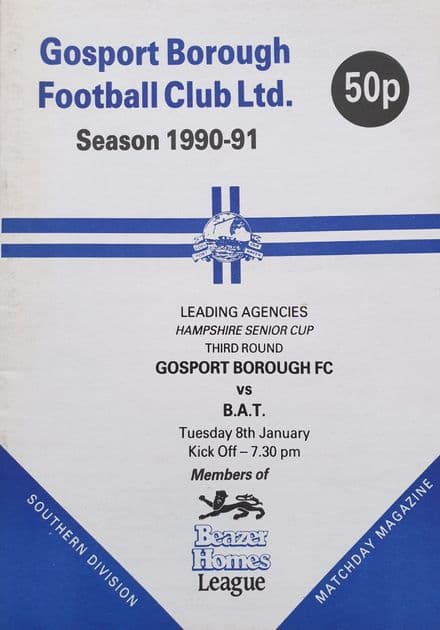 Gosport Borough
Football Club Ltd.
50p
Season 1990-91
LEADING AGENCIES
HAMPSHIRE SENIOR CUP
THIRD ROUND
GOSPORT BOROUGH FC
vs
B.A.T.
Tuesday 8th January
Kick Off – 7.30 pm
Members of
Beazer
Homes
League
SOUTHERN DIVISION
MATCHDAY MAGAZINE